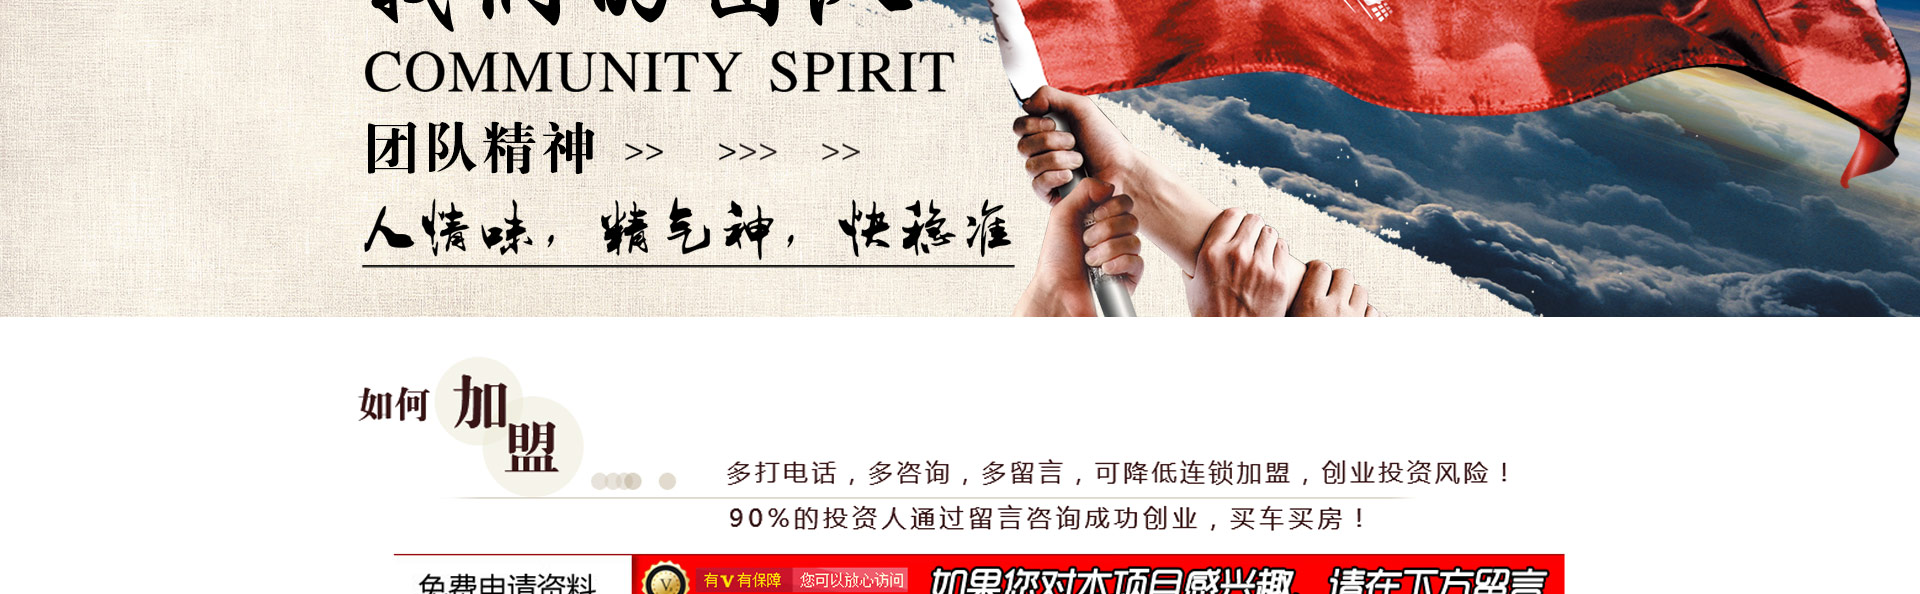 我们的团队
COMMUNITY SPIRIT
团队精神 >> >>> >>
人情味，精气神，快稳准
如何加盟
多打电话，多咨询，多留言，可降低连锁加盟，创业投资风险！
90%的投资人通过留言咨询成功创业，买车买房！
免费申请资料 V 有V有保障 您可以放心访问 如果您对本项目感兴趣，请在下方留言